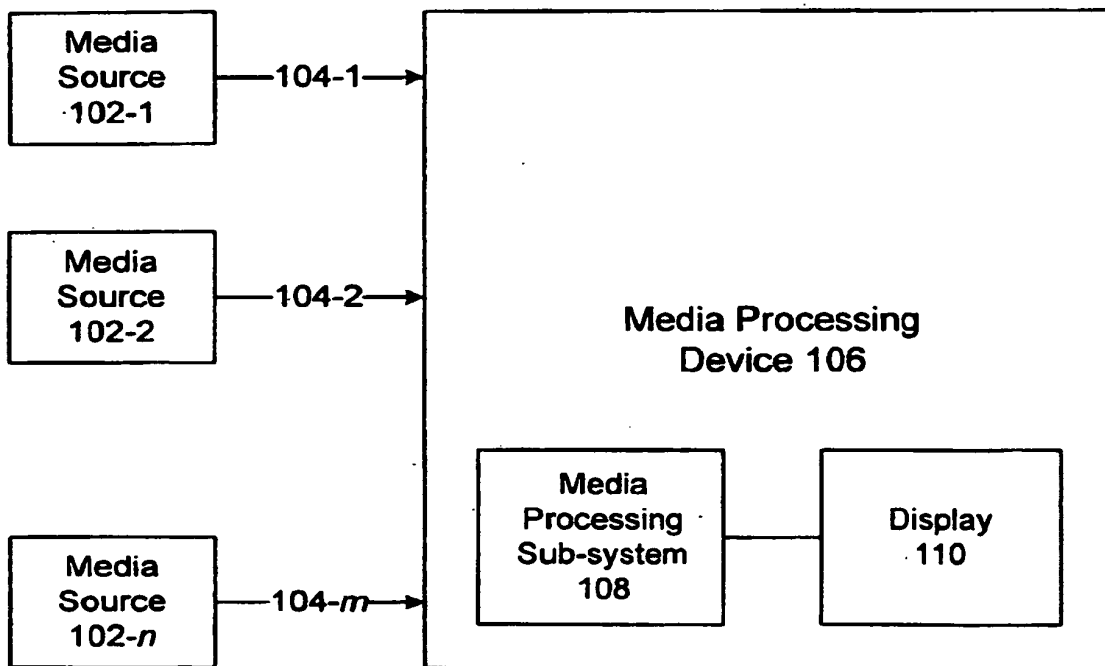 Media
Source
102-1
104-1
Media
Source
102-2
104-2
Media Processing
Device 106
Media
Processing
Sub-system
108
Display
110
Media
Source
102-n
104-m